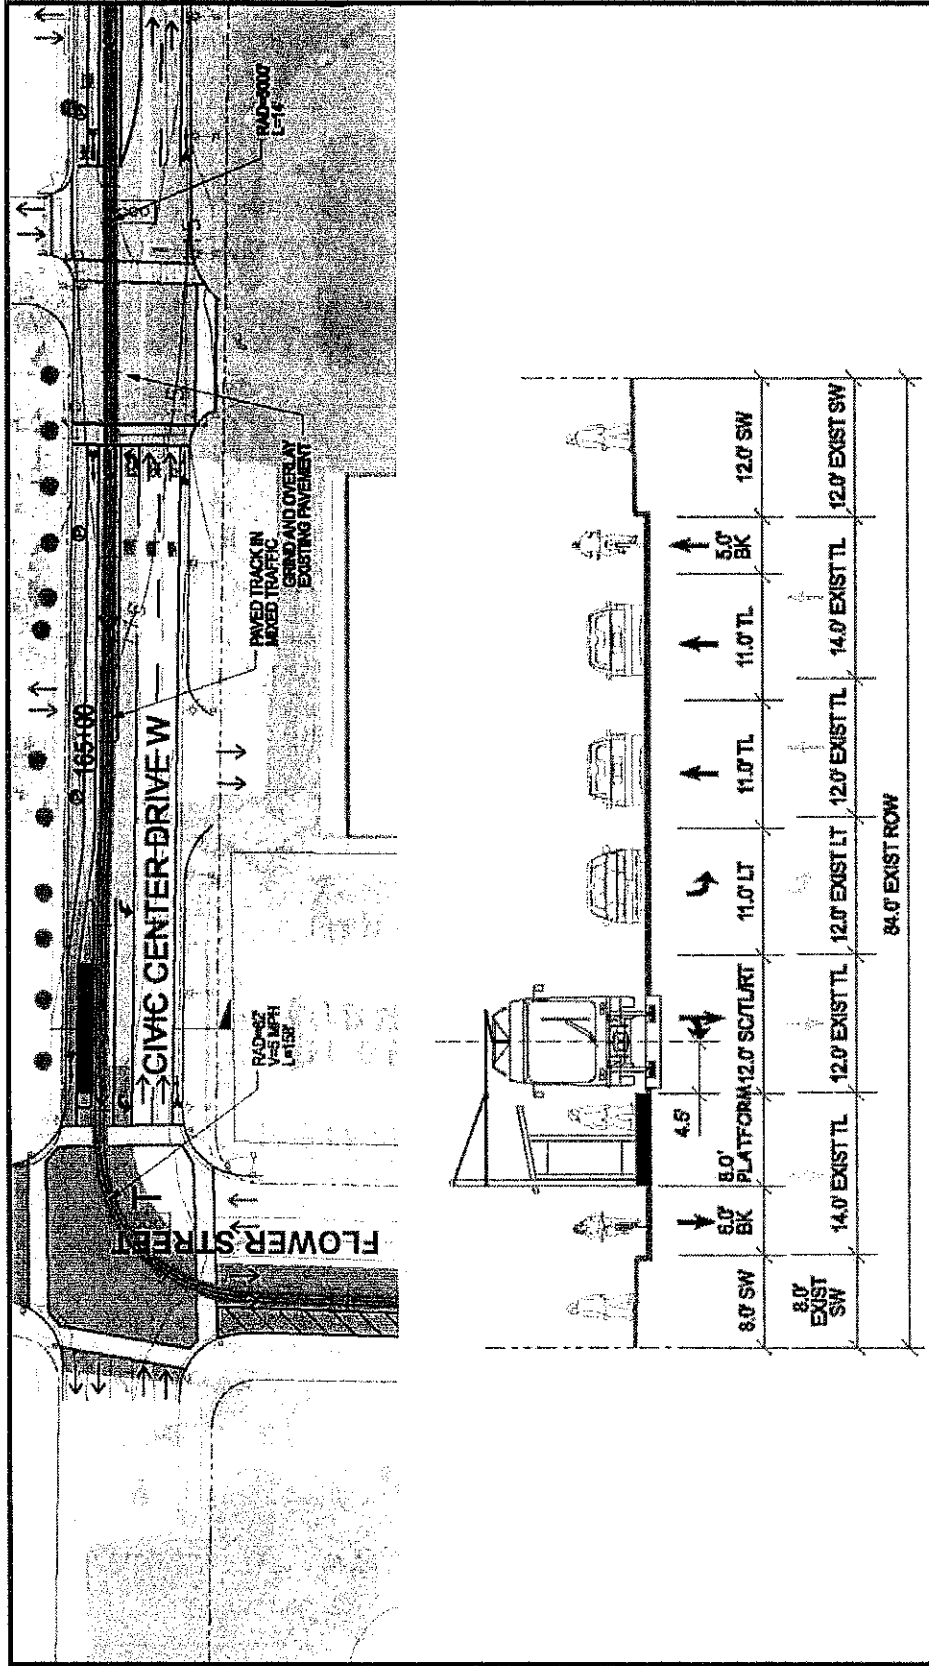 RAD=5000'
L=14'
GRIND AND OVERLAY
EXISTING PAVEMENT
PAVED TRACK IN
MIXED TRAFFIC
165+00
CIVIC CENTER DRIVE W
RAD=62'
V=5 MPH
L=158'
FLOWER STREET
4.5'
8.0' SW
6.0'
BK
8.0'
PLATFORM
12.0' SC/TL/RT
11.0' LT
11.0' TL
11.0' TL
5.0'
BK
12.0' SW
8.0'
EXIST
SW
14.0' EXIST TL
12.0' EXIST TL
12.0' EXIST LT
12.0' EXIST TL
14.0' EXIST TL
12.0' EXIST SW
84.0' EXIST ROW